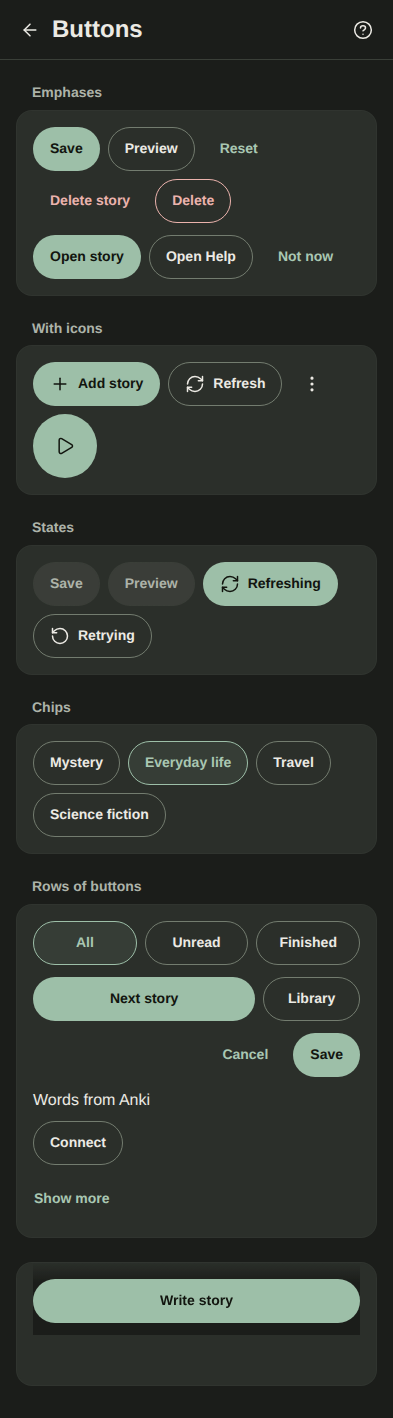 Buttons
Emphases
Save Preview Reset
Delete story Delete
Open story Open Help Not now
With icons
Add story Refresh
States
Save Preview Refreshing
Retrying
Chips
Mystery Everyday life Travel
Science fiction
Rows of buttons
All Unread Finished
Next story Library
Cancel Save
Words from Anki
Connect
Show more
Write story